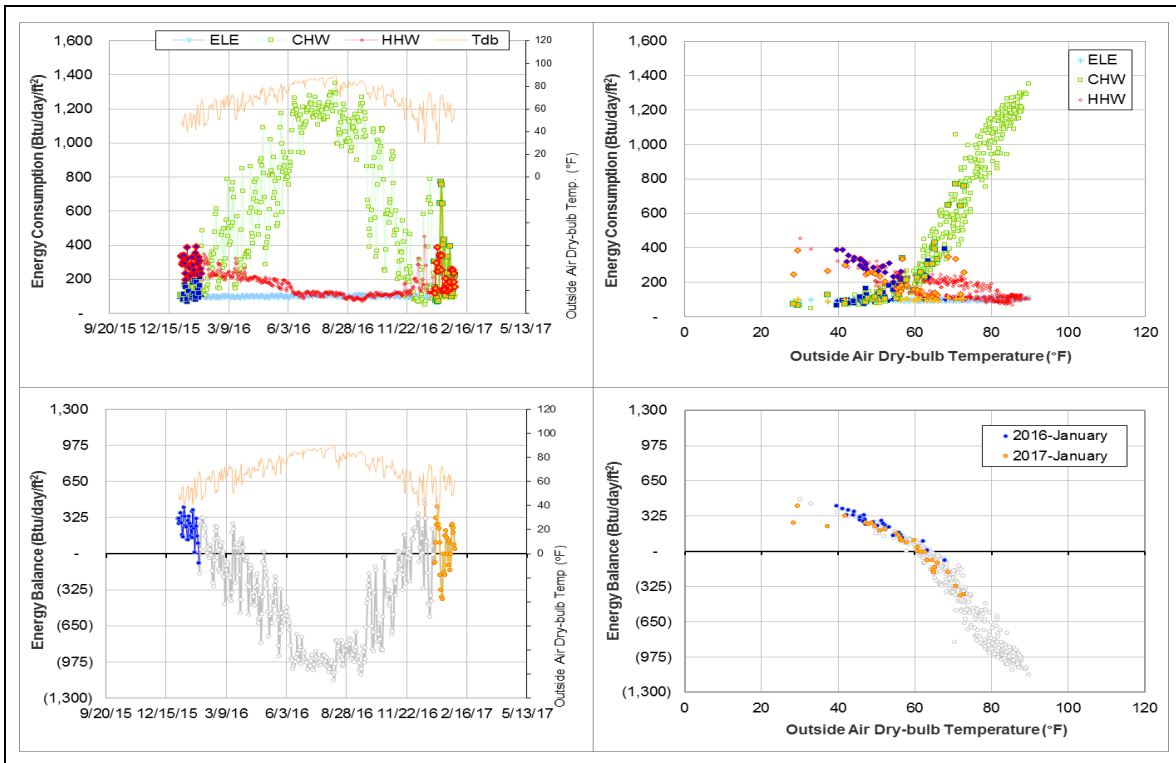 ELE CHW HHW Tdb
1,600
1,400
1,200
1,000
800
600
400
200
-
Energy Consumption (Btu/day/ft²)
120
100
80
60
40
20
0
Outside Air Dry-bulb Temp. (°F)
9/20/15 12/15/15 3/9/16 6/3/16 8/28/16 11/22/16 2/16/17 5/13/17
ELE
CHW
HHW
1,600
1,400
1,200
1,000
800
600
400
200
-
Energy Consumption (Btu/day/ft²)
0 20 40 60 80 100 120
Outside Air Dry-bulb Temperature (°F)
1,300
975
650
325
-
(325)
(650)
(975)
(1,300)
Energy Balance (Btu/day/ft²)
120
100
80
60
40
20
0
Outside Air Dry-bulb Temp (°F)
9/20/15 12/15/15 3/9/16 6/3/16 8/28/16 11/22/16 2/16/17 5/13/17
2016-January
2017-January
1,300
975
650
325
-
(325)
(650)
(975)
(1,300)
Energy Balance (Btu/day/ft²)
0 20 40 60 80 100 120
Outside Air Dry-bulb Temperature (°F)